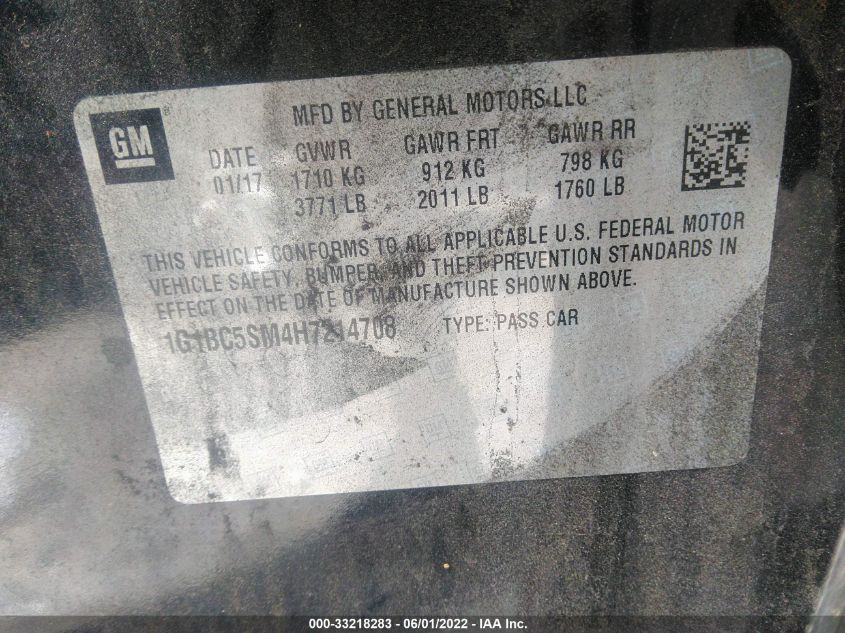 MFD BY GENERAL MOTORS LLC
GM®
DATE GVWR GAWR FRT GAWR RR
01/17 1710 KG 912 KG 798 KG
3771 LB 2011 LB 1760 LB
THIS VEHICLE CONFORMS TO ALL APPLICABLE U.S. FEDERAL MOTOR
VEHICLE SAFETY, BUMPER, AND THEFT PREVENTION STANDARDS IN
EFFECT ON THE DATE OF MANUFACTURE SHOWN ABOVE.
1G1BC5SM4H7214708 TYPE: PASS CAR
000-33218283 - 06/01/2022 - IAA Inc.